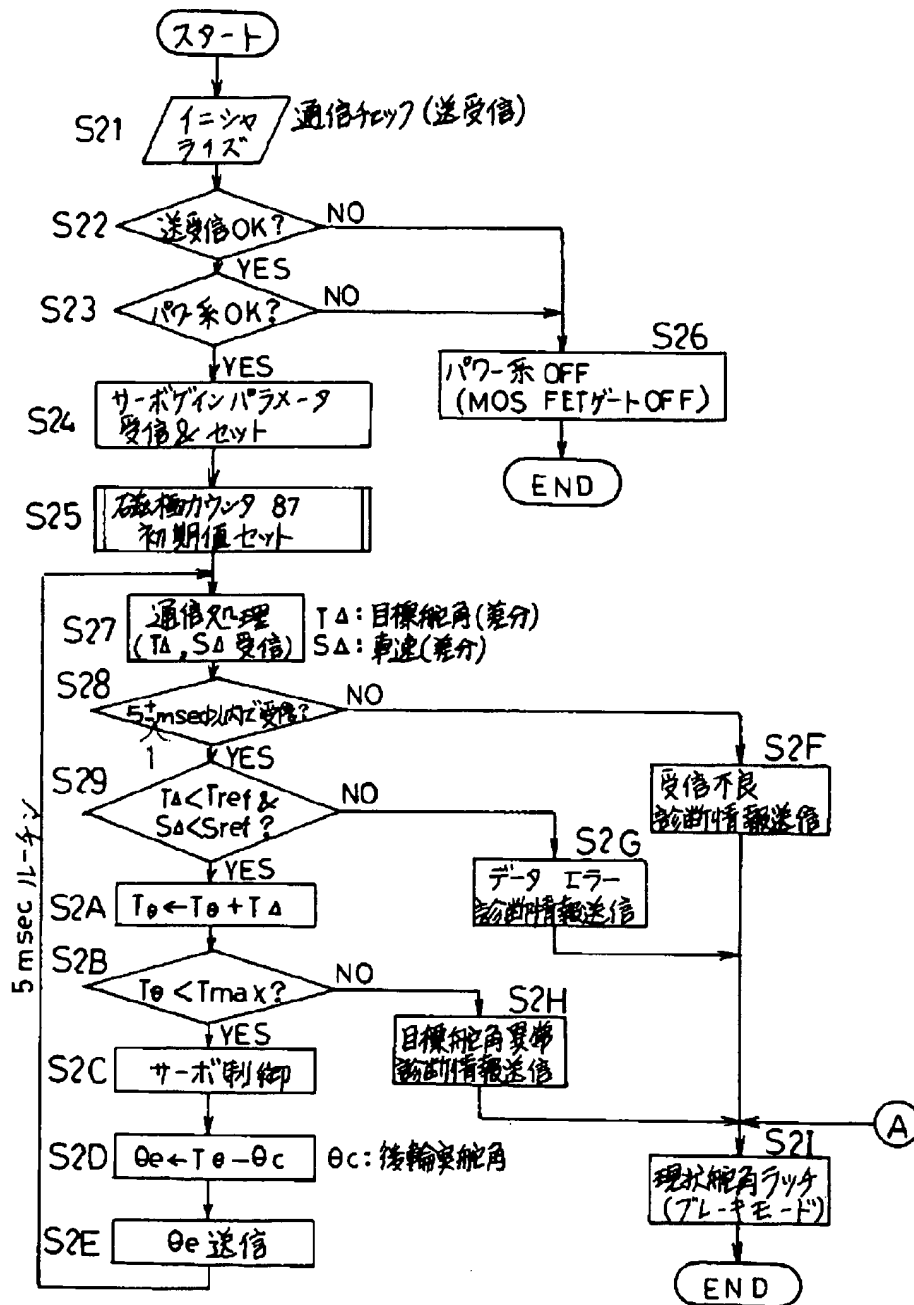 スタート
S21
イニシャ
ライズ
通信チェック(送受信)
S22
送受信OK?
NO
YES
S23
パワー系OK?
NO
YES
S26
パワー系 OFF
(MOS FETゲートOFF)
END
S24
サーボゲインパラメータ
受信&セット
S25
磁極カウンタ 87
初期値セット
S27
通信処理
(TΔ, SΔ 受信)
TΔ:目標舵角(差分)
SΔ:車速(差分)
S28
5±msec以内で受信?
1
NO
YES
S2F
受信不良
診断情報送信
S29
TΔ<Tref&
SΔ<Sref?
NO
YES
S2G
データ エラー
診断情報送信
S2A
Tθ←Tθ+TΔ
S2B
Tθ<Tmax?
NO
YES
S2H
目標舵角異常
診断情報送信
S2C
サーボ制御
S2D
θe←Tθ-θc
θc:後輪実舵角
S2E
θe 送信
5msecルーチン
A
S2I
現状舵角ラッチ
(ブレーキモード)
END